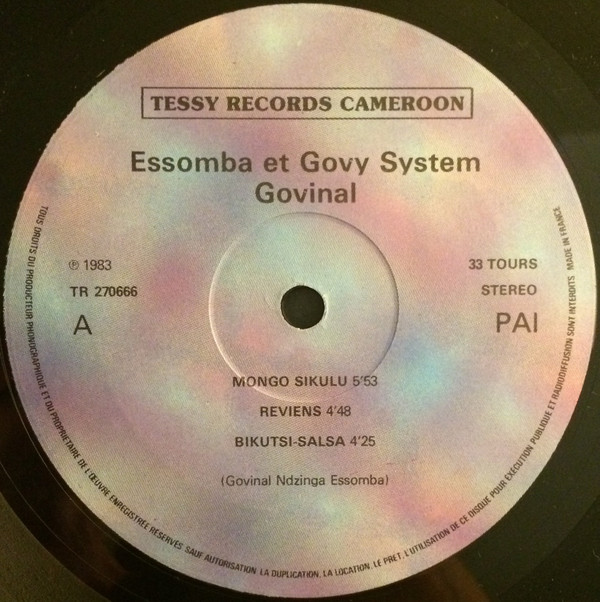 TESSY RECORDS CAMEROON
Essomba et Govy System
Govinal
℗ 1983
33 TOURS
TR 270666
STEREO
A
PAI
MONGO SIKULU 5'53
REVIENS 4'48
BIKUTSI-SALSA 4'25
(Govinal Ndzinga Essomba)
TOUS DROITS DU PRODUCTEUR PHONOGRAPHIQUE ET DU PROPRIETAIRE DE L'ŒUVRE ENREGISTREE RESERVES SAUF AUTORISATION LA DUPLICATION, LA LOCATION, LE PRET, L'UTILISATION DE CE DISQUE POUR EXECUTION PUBLIQUE ET RADIODIFFUSION SONT INTERDITS MADE IN FRANCE